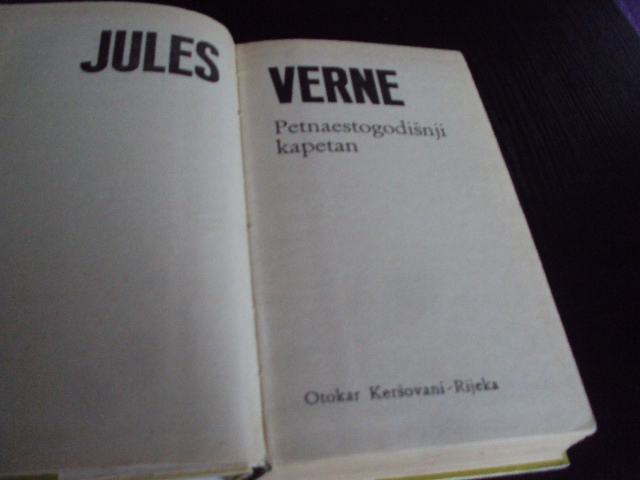 JULES VERNE
Petnaestogodišnji
kapetan
Otokar Keršovani-Rijeka